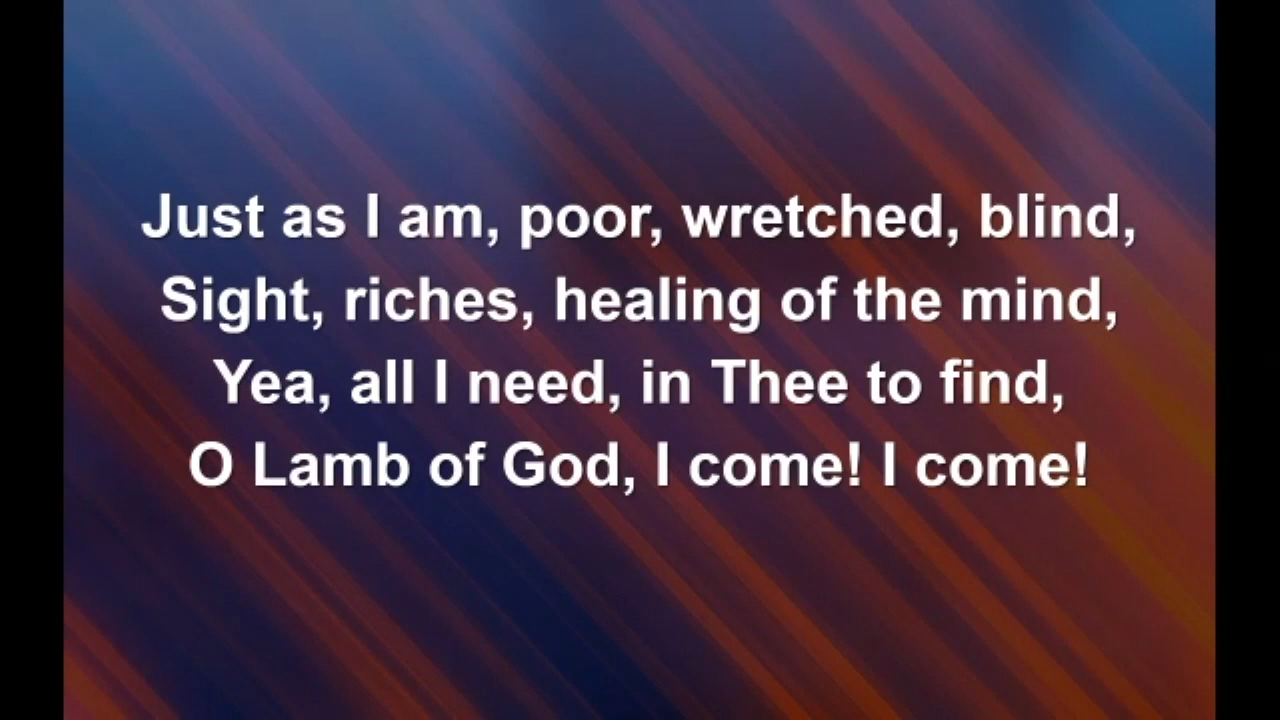 Just as I am, poor, wretched, blind,
Sight, riches, healing of the mind,
Yea, all I need, in Thee to find,
O Lamb of God, I come! I come!